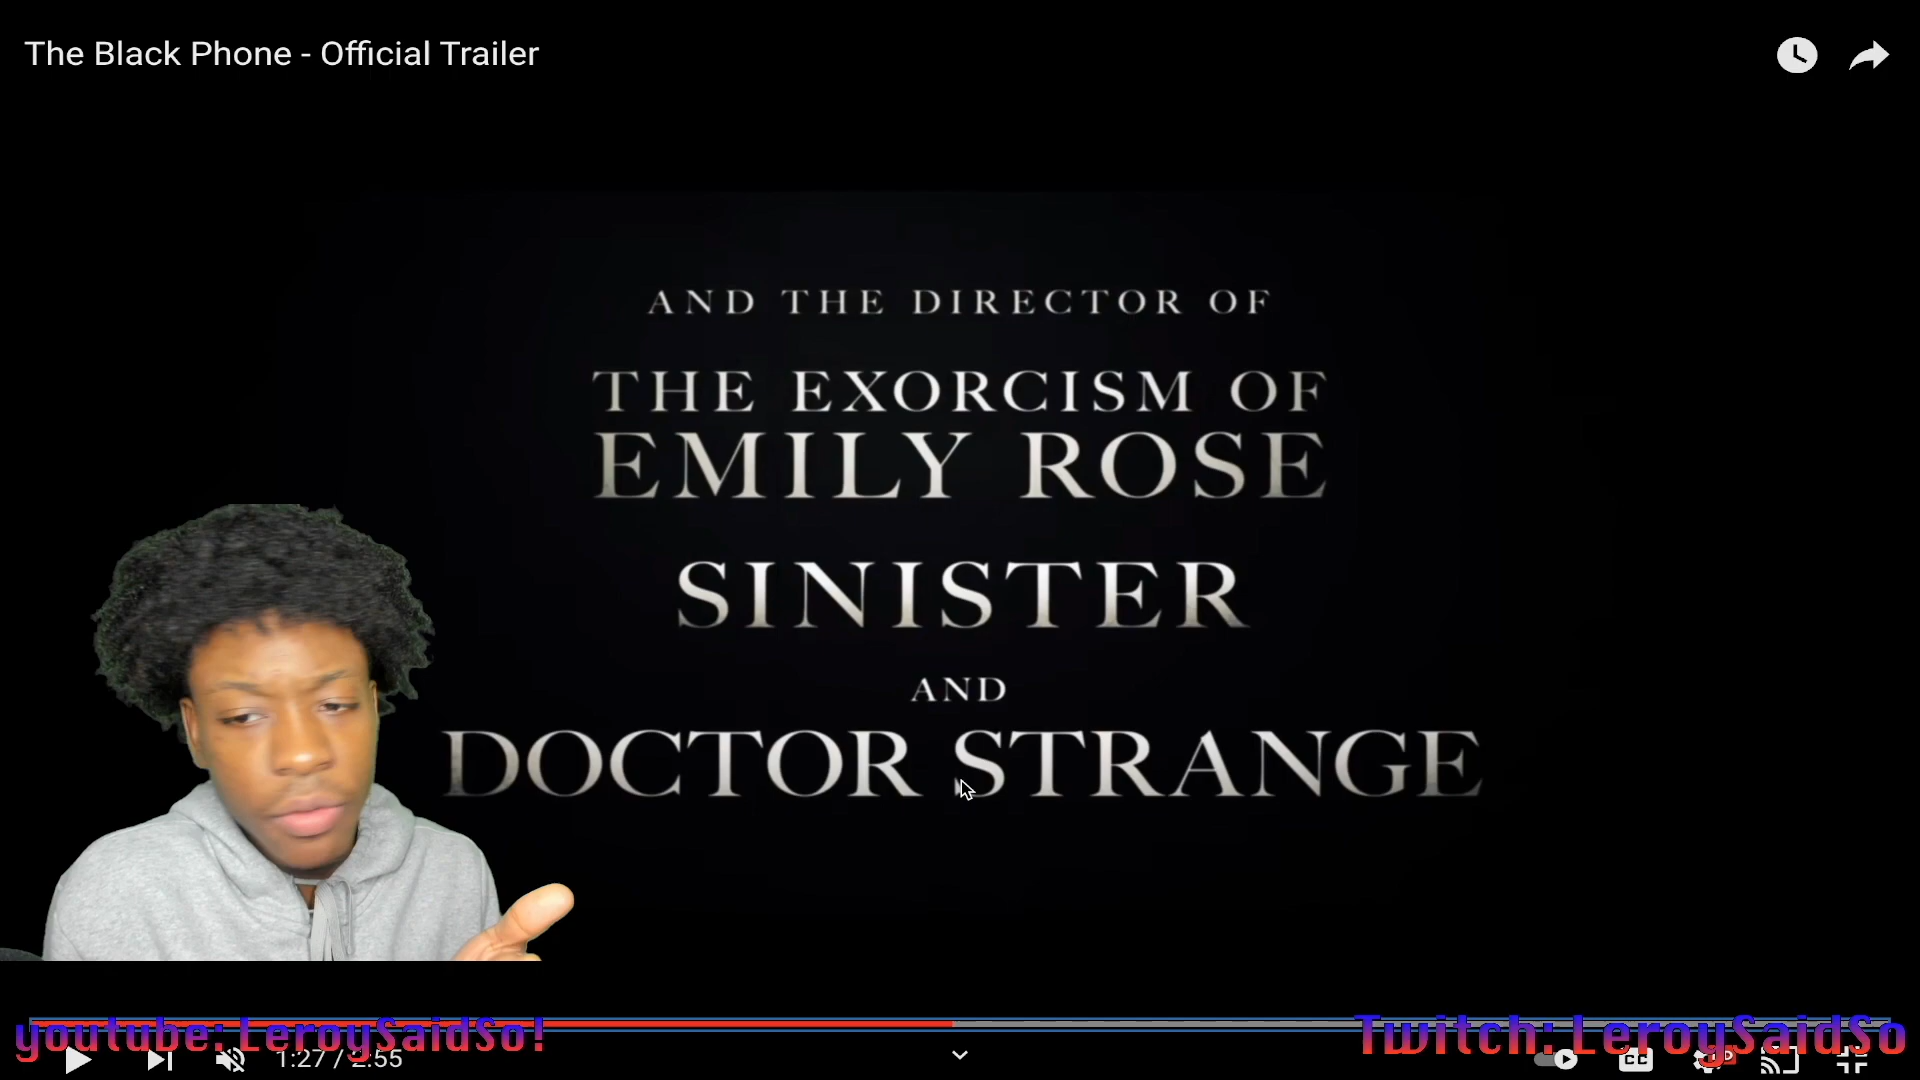 The Black Phone - Official Trailer
AND THE DIRECTOR OF
THE EXORCISM OF
EMILY ROSE
SINISTER
AND
DOCTOR STRANGE
youtube: LeroySaidSo!
Twitch: LeroySaidSo
1:27 / 2:55
CC